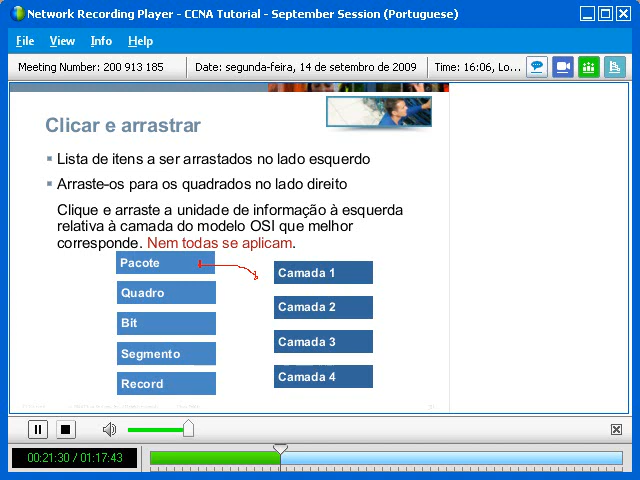 Network Recording Player - CCNA Tutorial - September Session (Portuguese)
File View Info Help
Meeting Number: 200 913 185 Date: segunda-feira, 14 de setembro de 2009 Time: 16:06, Lo...
Clicar e arrastrar
Lista de itens a ser arrastados no lado esquerdo
Arraste-os para os quadrados no lado direito
Clique e arraste a unidade de informação à esquerda
relativa à camada do modelo OSI que melhor
corresponde. Nem todas se aplicam.
Pacote
Quadro
Bit
Segmento
Record
Camada 1
Camada 2
Camada 3
Camada 4
00:21:30 / 01:17:43